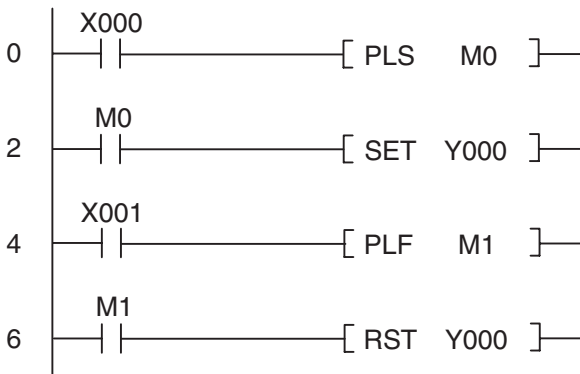 X000
0 [ PLS M0 ]
M0
2 [ SET Y000 ]
X001
4 [ PLF M1 ]
M1
6 [ RST Y000 ]